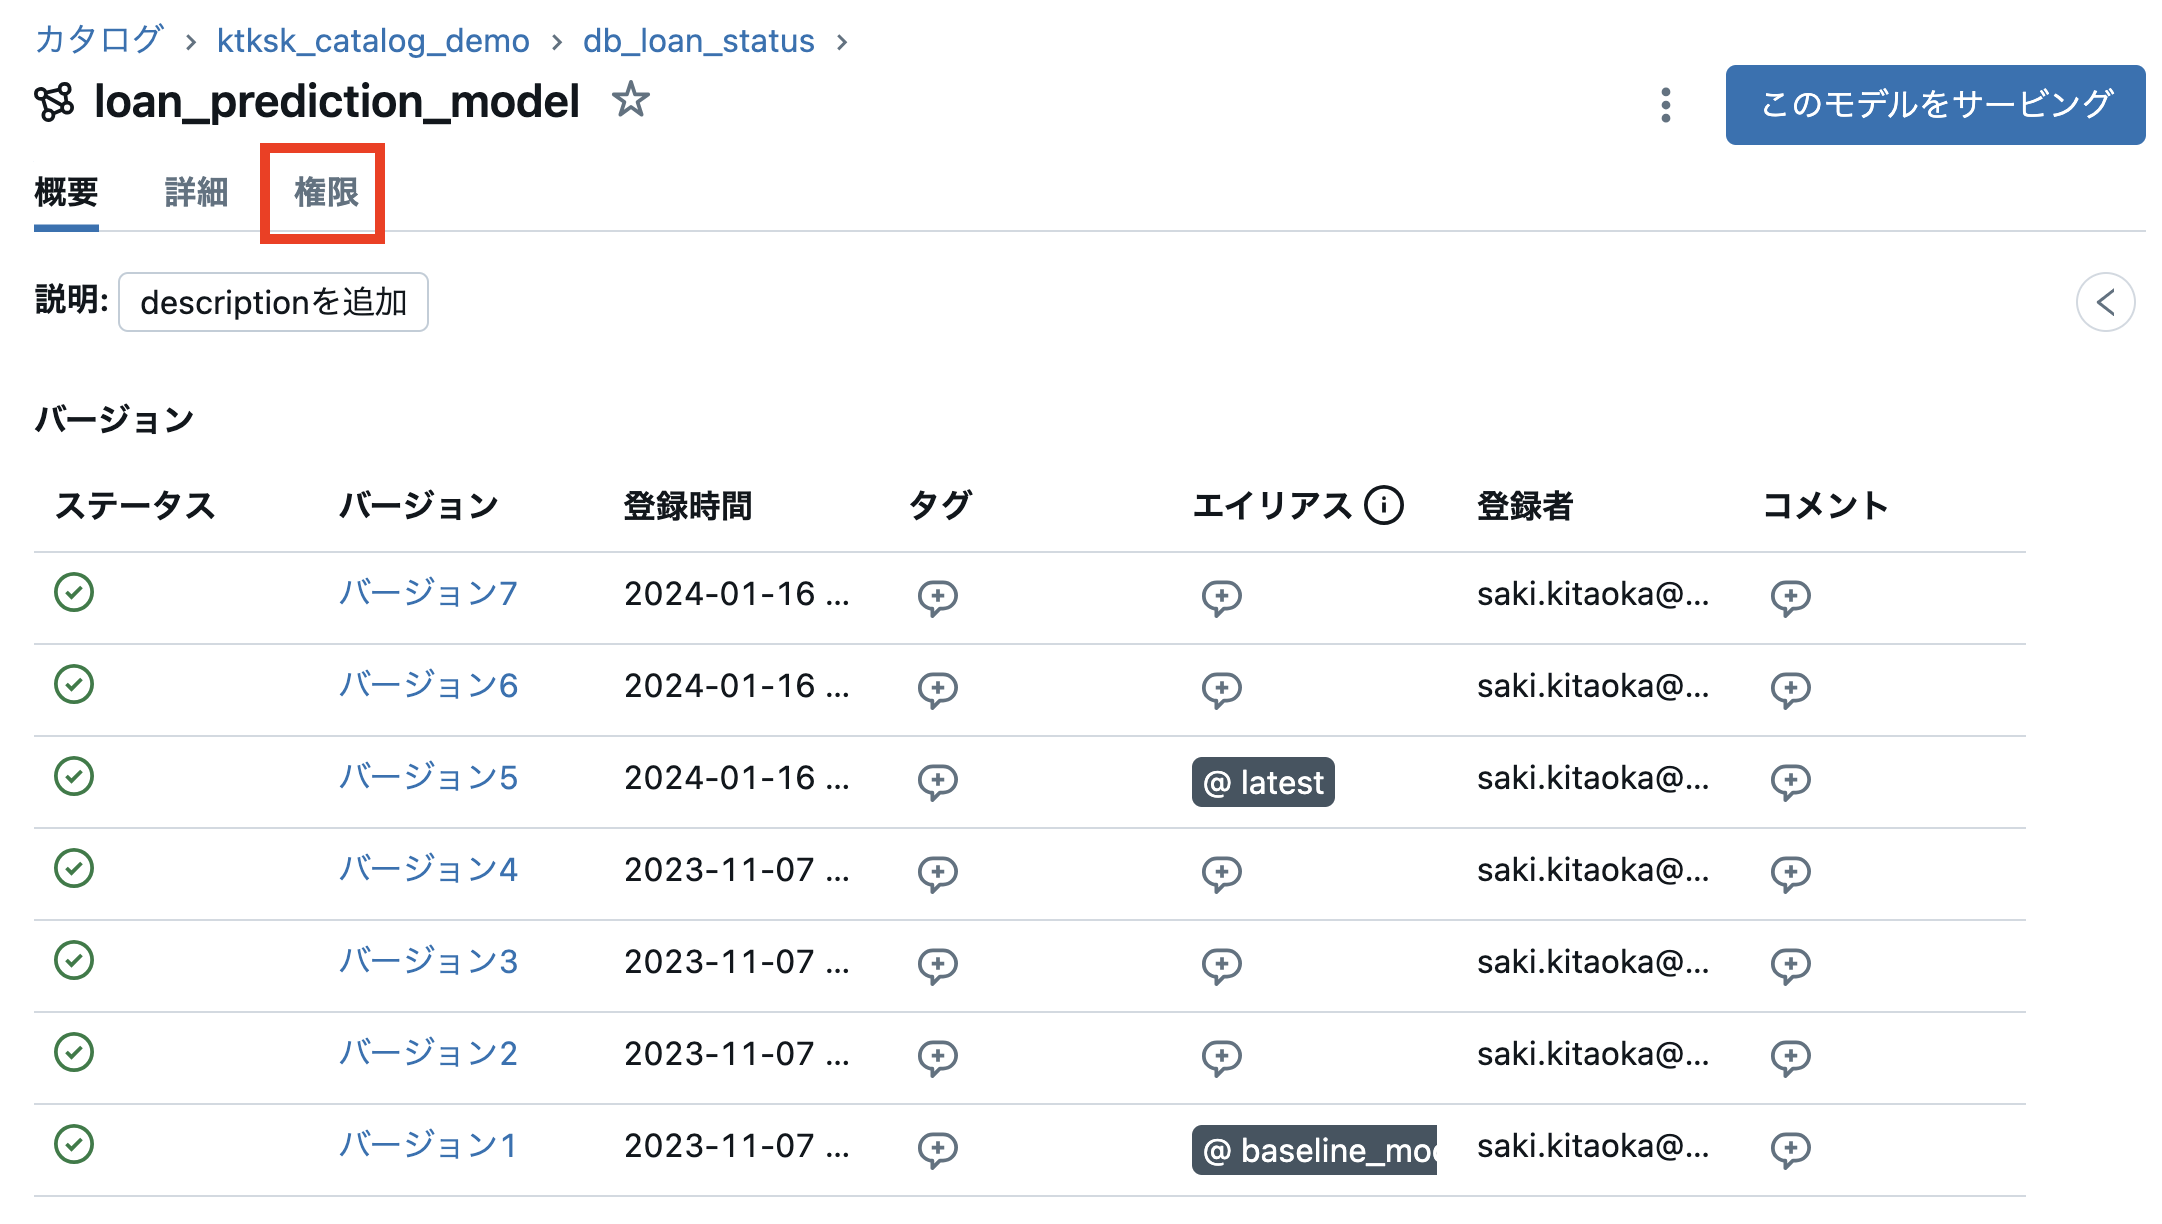 カタログ › ktksk_catalog_demo › db_loan_status ›
loan_prediction_model
このモデルをサービング
概要 詳細 権限
説明: descriptionを追加
バージョン
ステータス バージョン 登録時間 タグ エイリアス 登録者 コメント
バージョン7 2024-01-16 ... saki.kitaoka@...
バージョン6 2024-01-16 ... saki.kitaoka@...
バージョン5 2024-01-16 ... @ latest saki.kitaoka@...
バージョン4 2023-11-07 ... saki.kitaoka@...
バージョン3 2023-11-07 ... saki.kitaoka@...
バージョン2 2023-11-07 ... saki.kitaoka@...
バージョン1 2023-11-07 ... @ baseline_mo saki.kitaoka@...